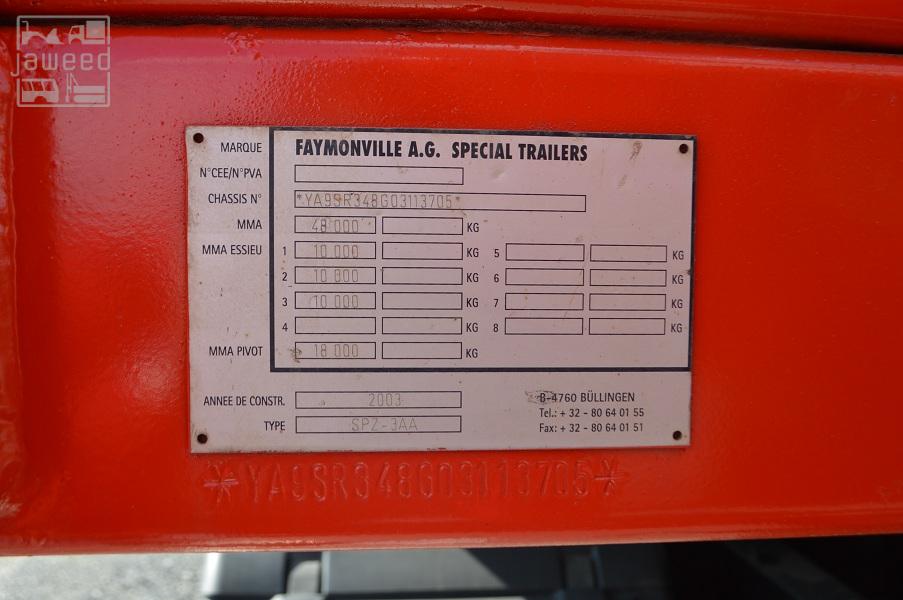 jaweed
MARQUE FAYMONVILLE A.G. SPECIAL TRAILERS
N°CEE/N°PVA
CHASSIS N° *YA9SR348G03113705*
MMA 48 000 KG
MMA ESSIEU 1 10 000 KG 5 KG
2 10 000 KG 6 KG
3 10 000 KG 7 KG
4 KG 8 KG
MMA PIVOT 18 000 KG
ANNEE DE CONSTR. 2003 B-4760 BÜLLINGEN
Tel.: + 32 - 80 64 01 55
TYPE SPZ-3AA Fax: + 32 - 80 64 01 51
*YA9SR348G03113705*